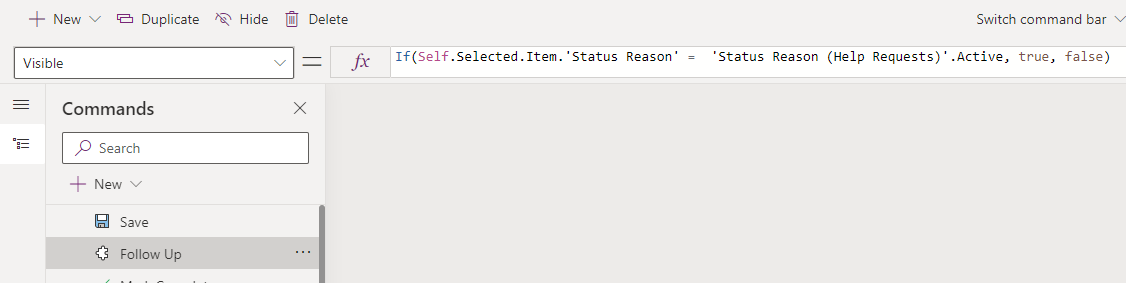 New Duplicate Hide Delete Switch command bar
Visible = fx If(Self.Selected.Item.'Status Reason' =  'Status Reason (Help Requests)'.Active, true, false)
Commands
Search
New
Save
Follow Up ...